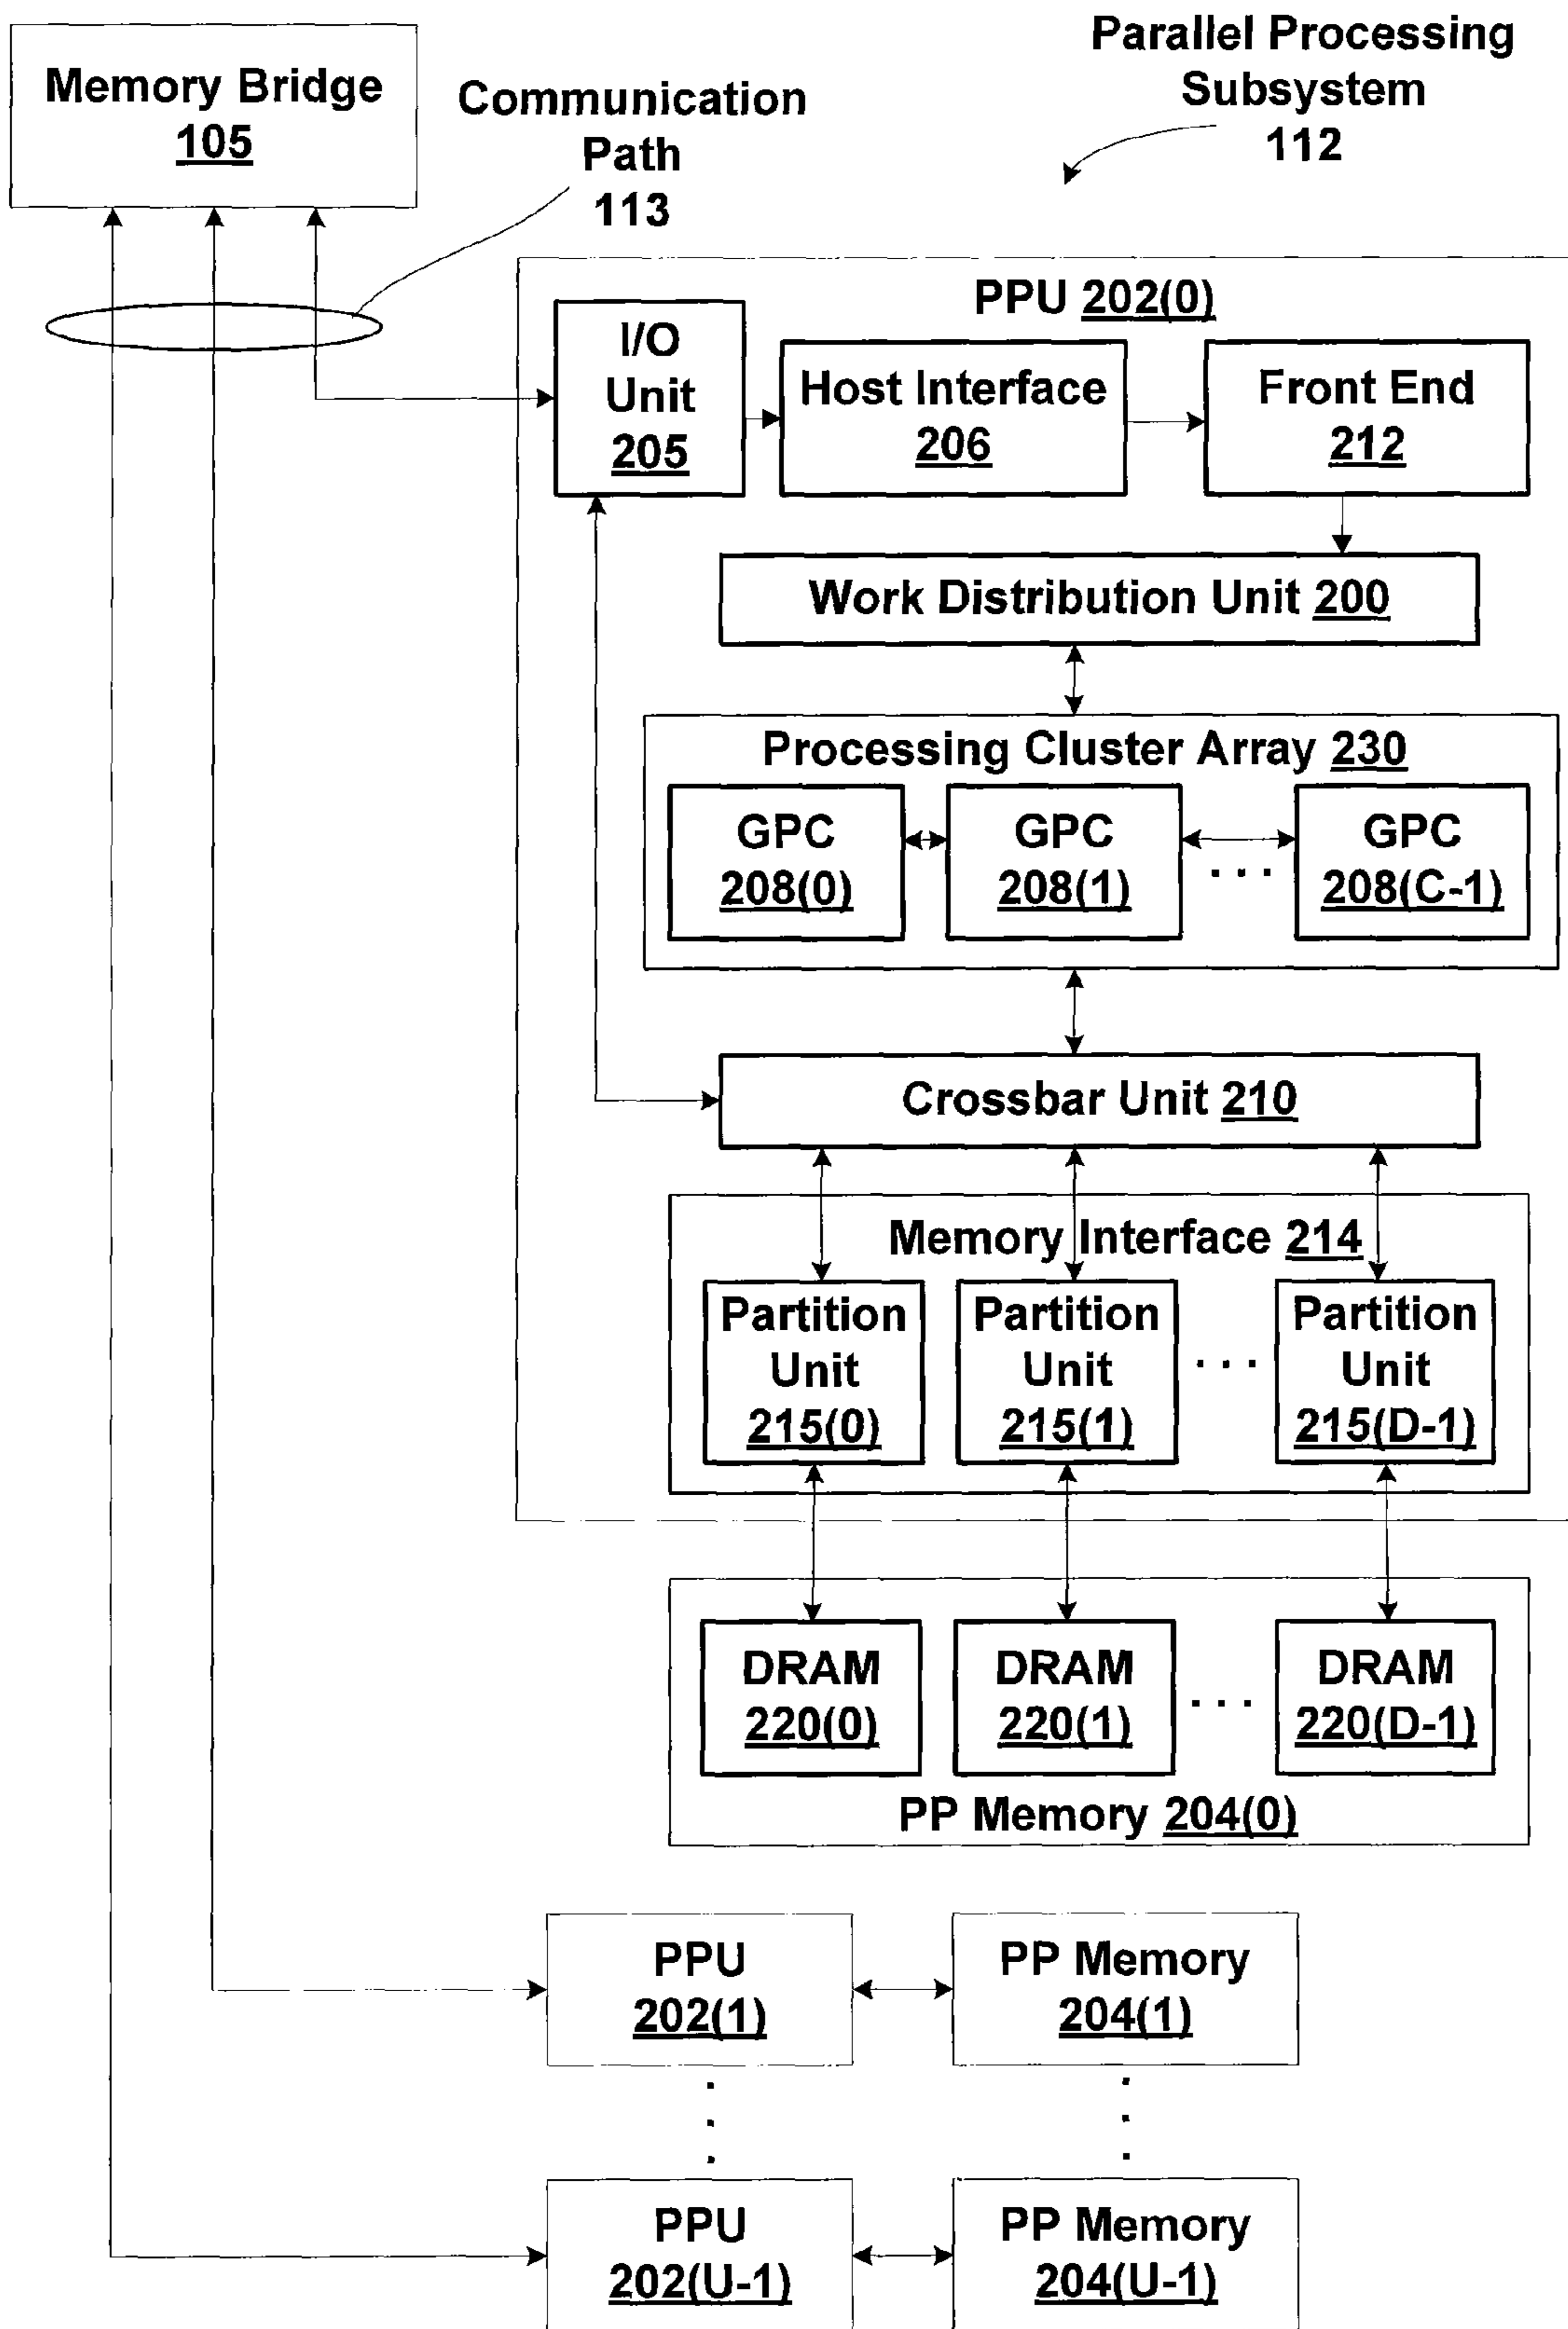 Parallel Processing
Subsystem
112
Memory Bridge
105
Communication
Path
113
PPU 202(0)
I/O
Unit
205
Host Interface
206
Front End
212
Work Distribution Unit 200
Processing Cluster Array 230
GPC
208(0)
GPC
208(1)
. . .
GPC
208(C-1)
Crossbar Unit 210
Memory Interface 214
Partition
Unit
215(0)
Partition
Unit
215(1)
. . .
Partition
Unit
215(D-1)
DRAM
220(0)
DRAM
220(1)
. . .
DRAM
220(D-1)
PP Memory 204(0)
PPU
202(1)
PP Memory
204(1)
PPU
202(U-1)
PP Memory
204(U-1)